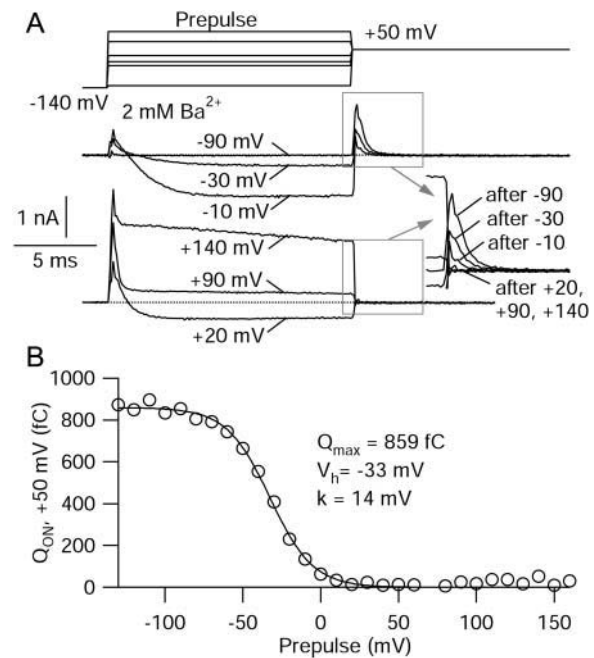 A
Prepulse
+50 mV
-140 mV
2 mM Ba²⁺
-90 mV
-30 mV
-10 mV
1 nA
5 ms
+140 mV
+90 mV
+20 mV
after -90
after -30
after -10
after +20,
+90, +140
B
1000
800
600
400
200
0
Q_ON, +50 mV (fC)
Q_max = 859 fC
V_h= -33 mV
k = 14 mV
-100
-50
0
50
100
150
Prepulse (mV)